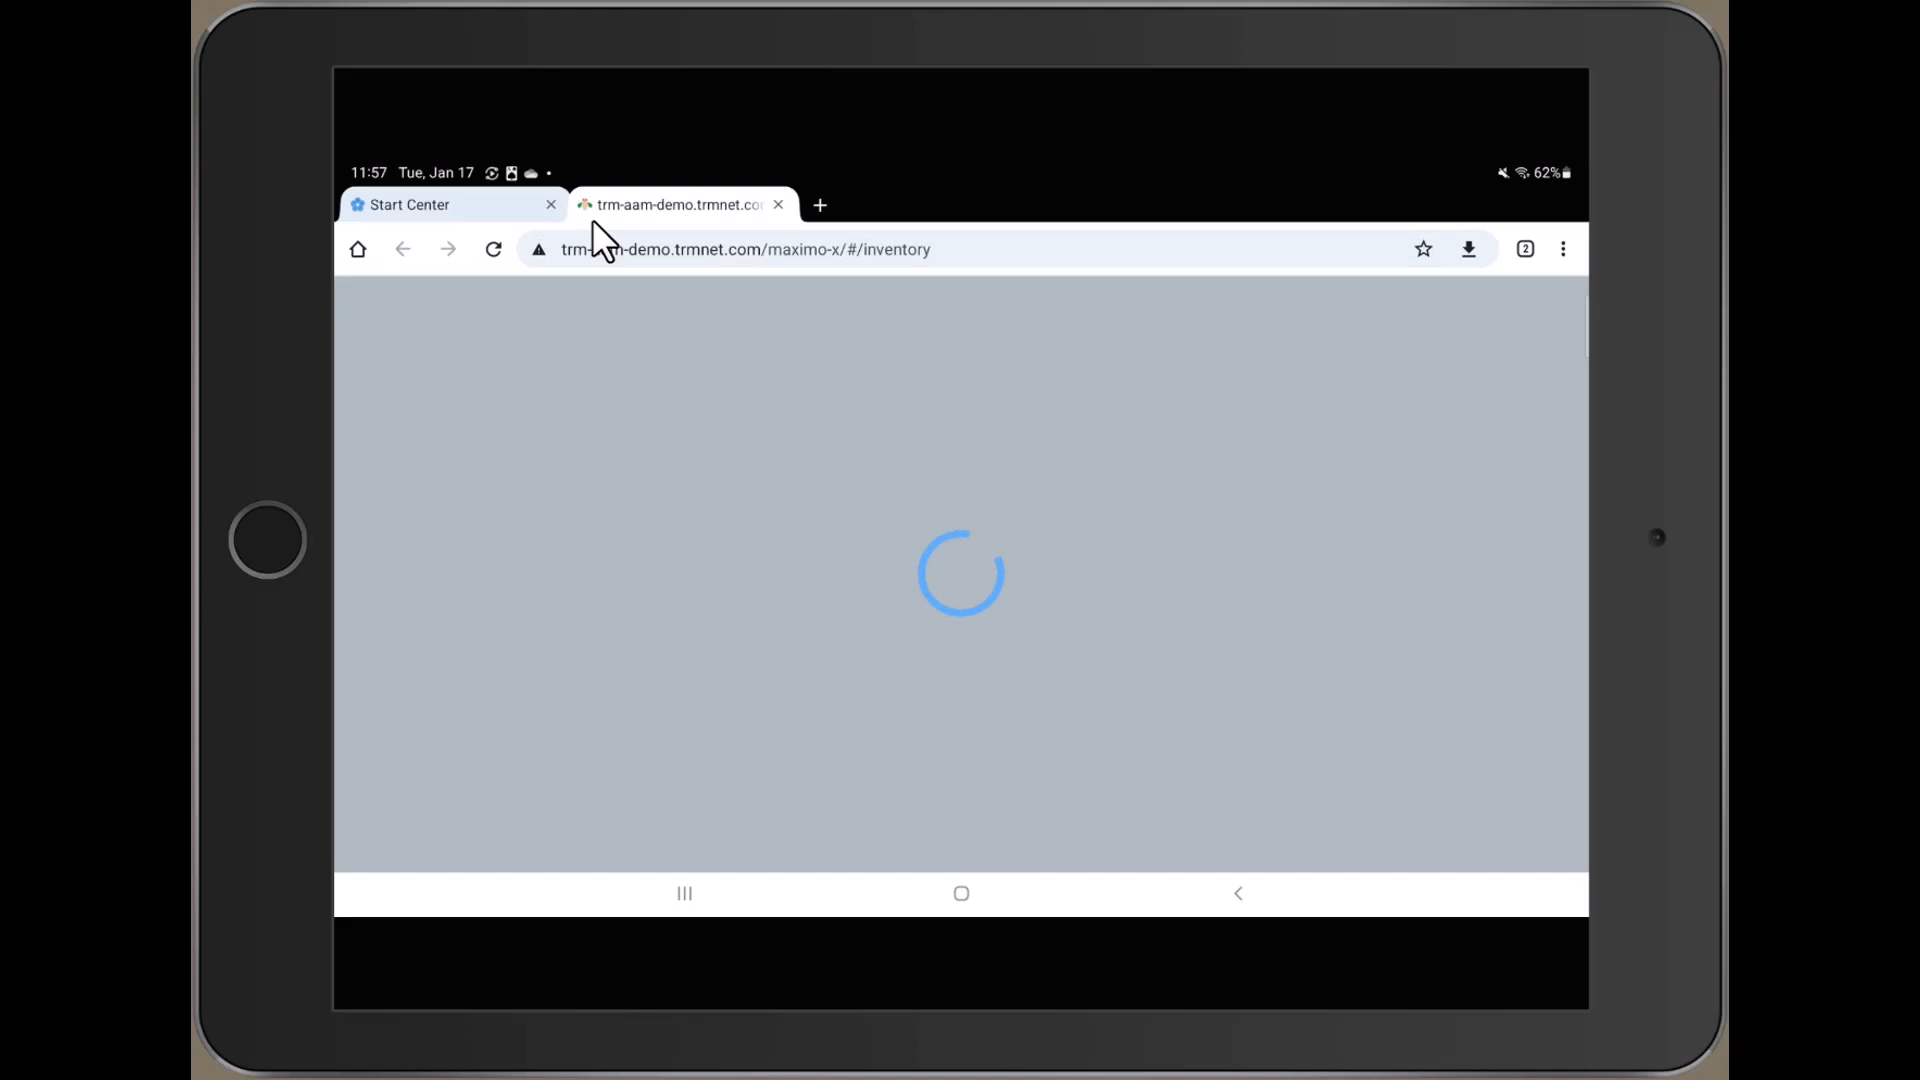 11:57 Tue, Jan 17 62%
Start Center
trm-aam-demo.trmnet.co
trm- m-demo.trmnet.com/maximo-x/#/inventory
2